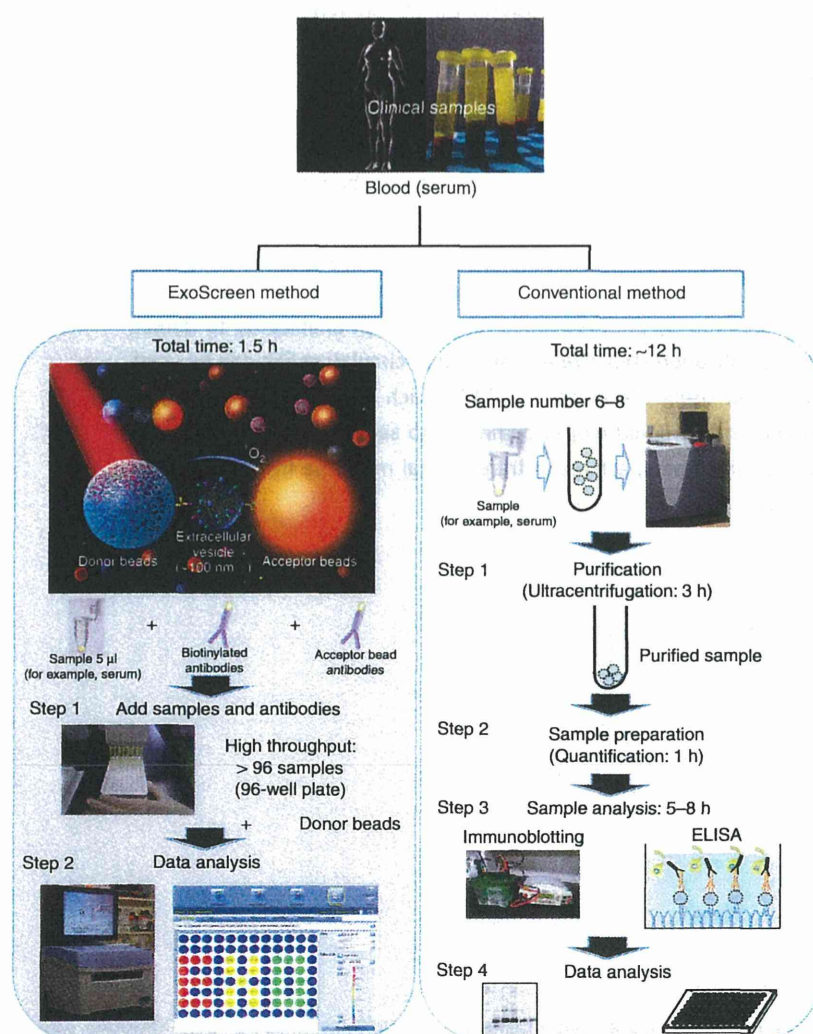 Clinical samples
Blood (serum)
ExoScreen method
Total time: 1.5 h
¹O₂
Extracellular
vesicle
(~100 nm)
Donor beads
Acceptor beads
Sample 5 µl
(for example, serum)
+
Biotinylated
antibodies
+
Acceptor bead
antibodies
Step 1 Add samples and antibodies
High throughput:
> 96 samples
(96-well plate)
+ Donor beads
Step 2 Data analysis
Conventional method
Total time: ~12 h
Sample number 6–8
Sample
(for example, serum)
Step 1 Purification
(Ultracentrifugation: 3 h)
Purified sample
Step 2 Sample preparation
(Quantification: 1 h)
Step 3 Sample analysis: 5–8 h
Immunoblotting
ELISA
Step 4 Data analysis